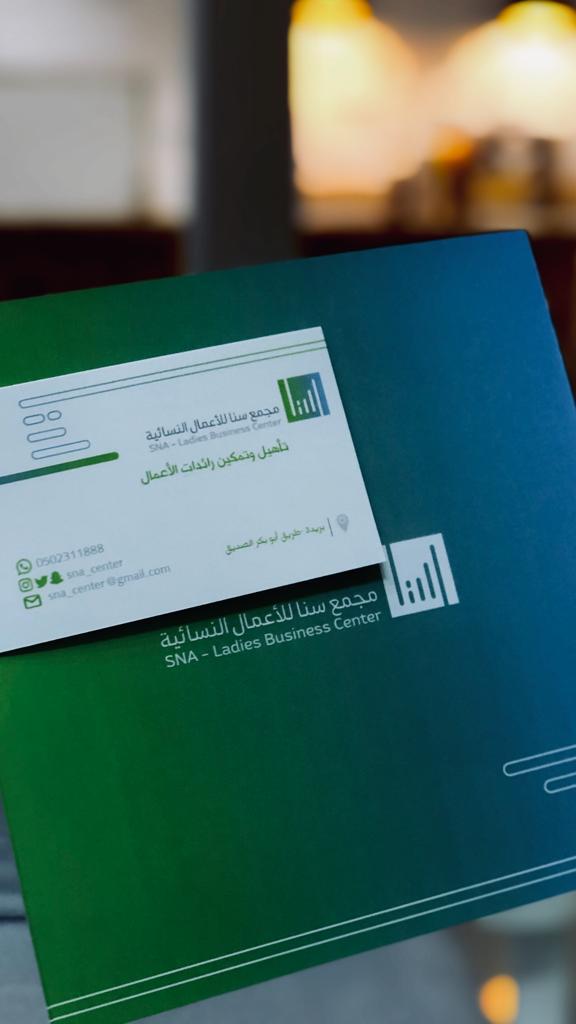 مجمع سنا للأعمال النسائية
SNA - Ladies Business Center
تأهيل وتمكين رائدات الأعمال
بريدة- طريق أبو بكر الصديق
0502311888
sna_center
sna_center@gmail.com
مجمع سنا للأعمال النسائية
SNA - Ladies Business Center